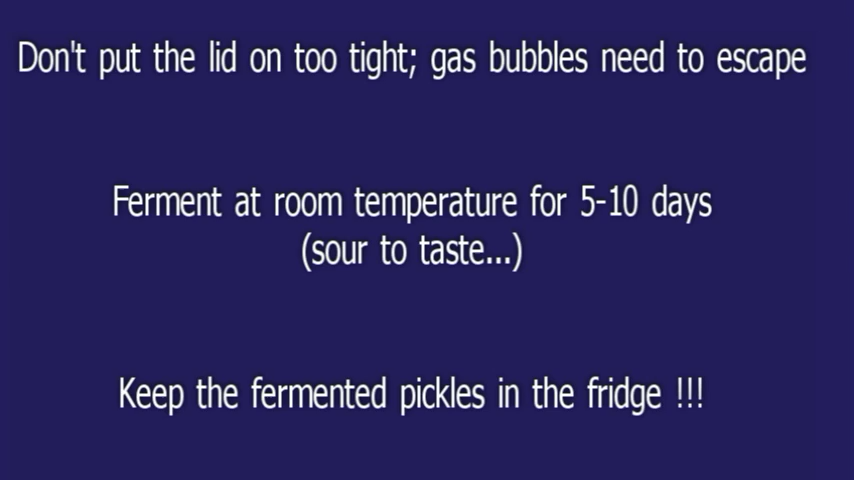 Don't put the lid on too tight; gas bubbles need to escape
Ferment at room temperature for 5-10 days
(sour to taste...)
Keep the fermented pickles in the fridge !!!